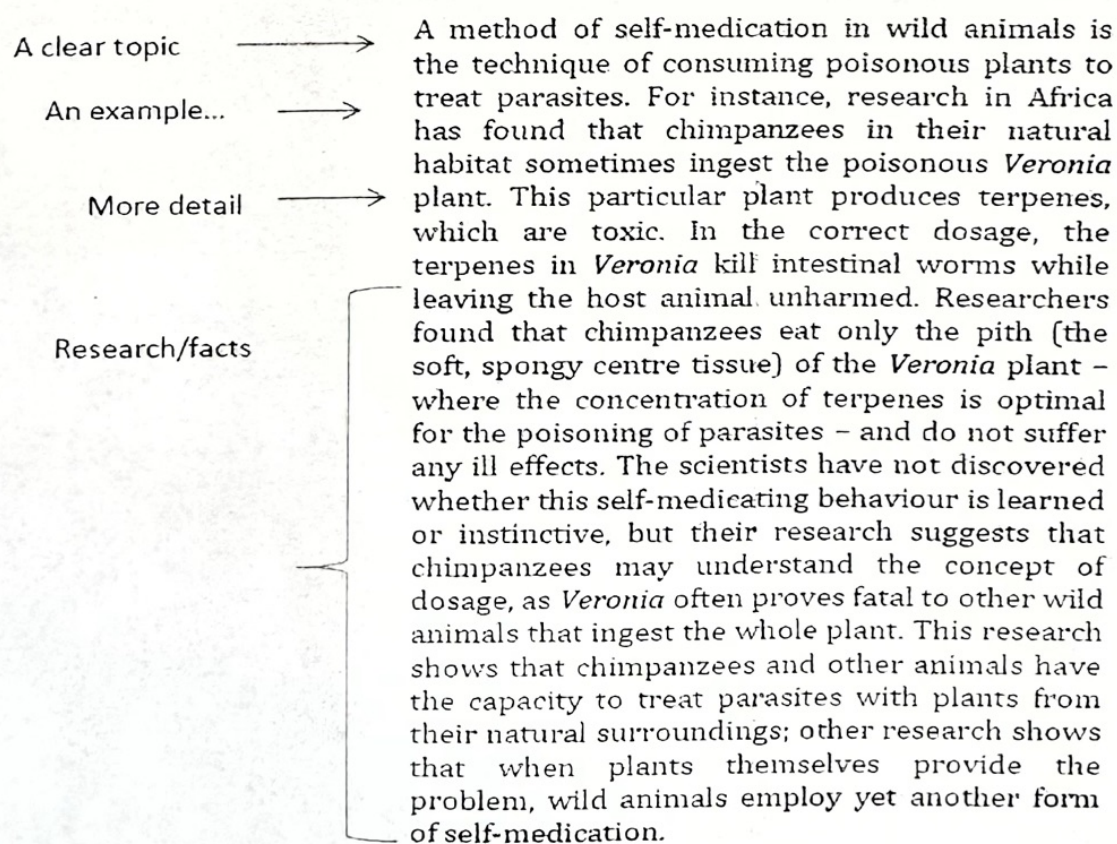 A clear topic
An example...
More detail
Research/facts
A method of self-medication in wild animals is
the technique of consuming poisonous plants to
treat parasites. For instance, research in Africa
has found that chimpanzees in their natural
habitat sometimes ingest the poisonous Veronia
plant. This particular plant produces terpenes,
which are toxic. In the correct dosage, the
terpenes in Veronia kill intestinal worms while
leaving the host animal unharmed. Researchers
found that chimpanzees eat only the pith (the
soft, spongy centre tissue) of the Veronia plant –
where the concentration of terpenes is optimal
for the poisoning of parasites – and do not suffer
any ill effects. The scientists have not discovered
whether this self-medicating behaviour is learned
or instinctive, but their research suggests that
chimpanzees may understand the concept of
dosage, as Veronia often proves fatal to other wild
animals that ingest the whole plant. This research
shows that chimpanzees and other animals have
the capacity to treat parasites with plants from
their natural surroundings; other research shows
that when plants themselves provide the
problem, wild animals employ yet another form
of self-medication.